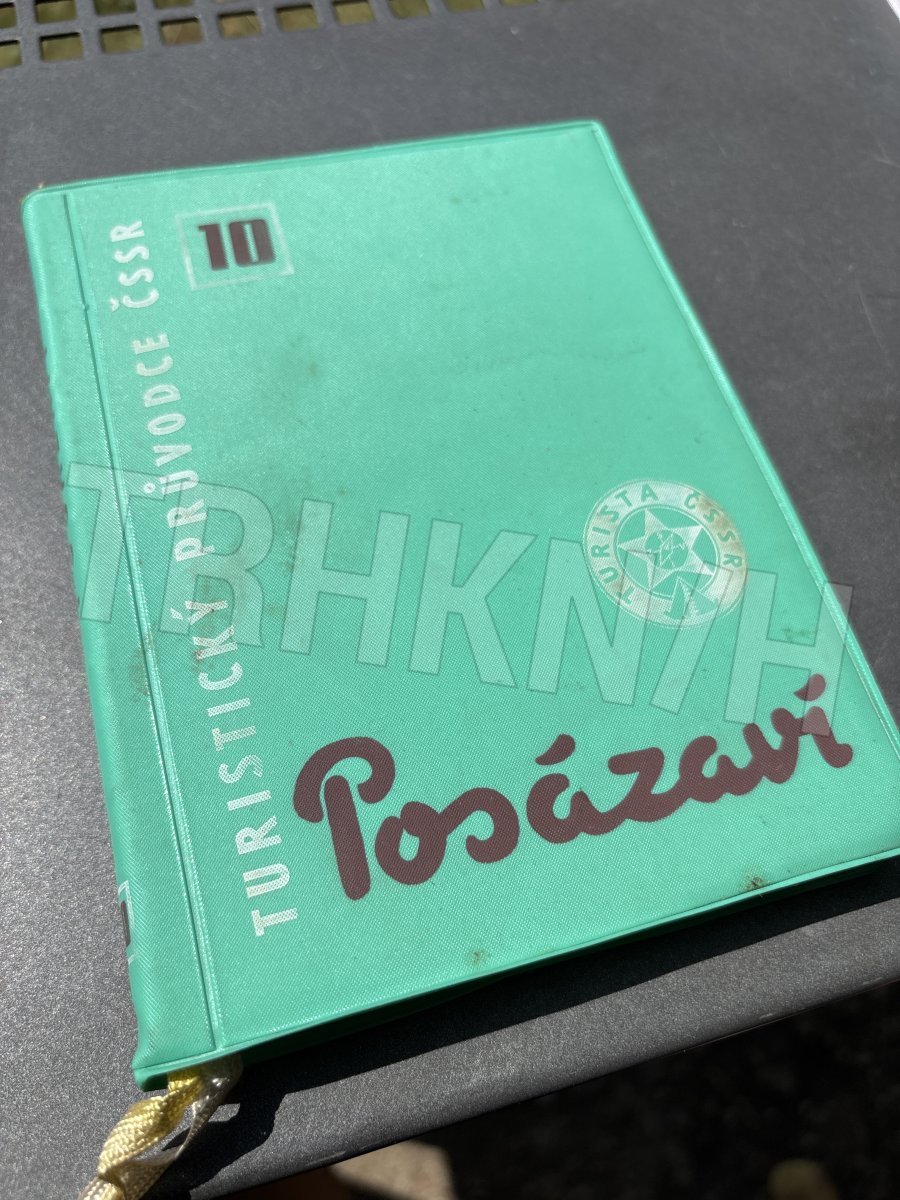 10
TURISTICKÝ PRŮVODCE ČSSR
TURISTA ČSSR
Posázaví
TRHKNIH